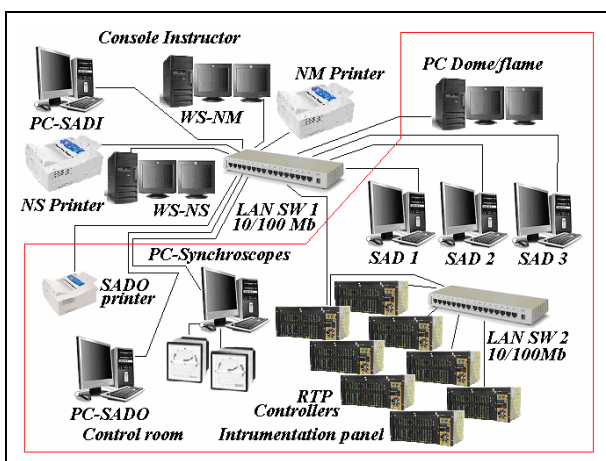 Console Instructor
NM Printer
PC Dome/flame
PC-SADI
WS-NM
NS Printer
WS-NS
LAN SW 1
10/100 Mb
SAD 1
SAD 2
SAD 3
SADO
printer
PC-Synchroscopes
LAN SW 2
10/100Mb
PC-SADO
RTP
Controllers
Control room
Intrumentation panel